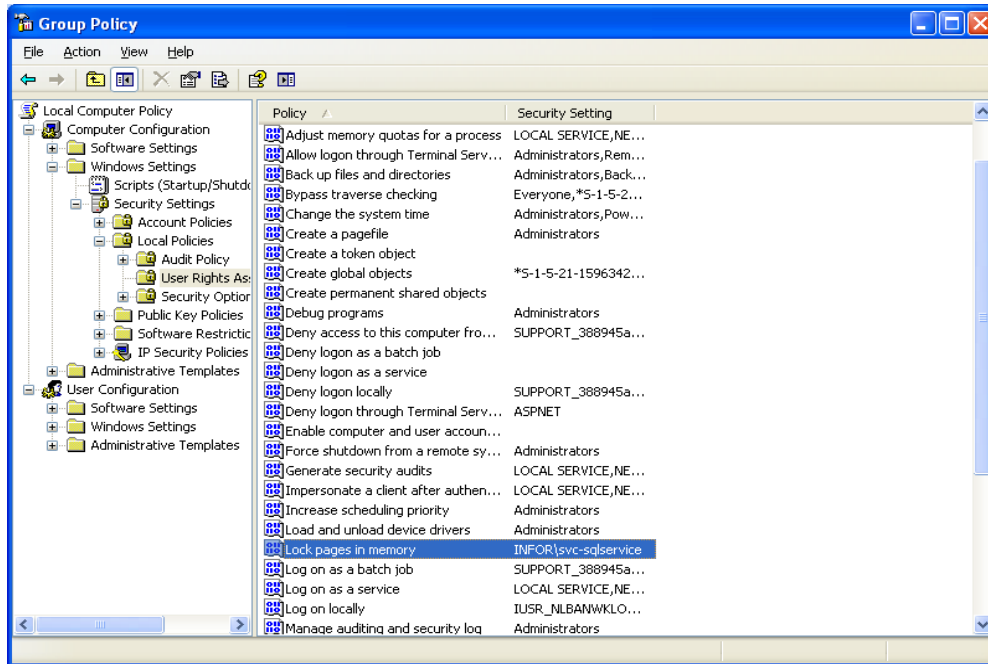 Group Policy
File Action View Help
Local Computer Policy
Computer Configuration
Software Settings
Windows Settings
Scripts (Startup/Shutdo
Security Settings
Account Policies
Local Policies
Audit Policy
User Rights As
Security Option
Public Key Policies
Software Restrictic
IP Security Policies
Administrative Templates
User Configuration
Software Settings
Windows Settings
Administrative Templates
Policy Security Setting
Adjust memory quotas for a process LOCAL SERVICE,NE...
Allow logon through Terminal Serv... Administrators,Rem...
Back up files and directories Administrators,Back...
Bypass traverse checking Everyone,*S-1-5-2...
Change the system time Administrators,Pow...
Create a pagefile Administrators
Create a token object
Create global objects *S-1-5-21-1596342...
Create permanent shared objects
Debug programs Administrators
Deny access to this computer fro... SUPPORT_388945a...
Deny logon as a batch job
Deny logon as a service
Deny logon locally SUPPORT_388945a...
Deny logon through Terminal Serv... ASPNET
Enable computer and user accoun...
Force shutdown from a remote sy... Administrators
Generate security audits LOCAL SERVICE,NE...
Impersonate a client after authen... LOCAL SERVICE,NE...
Increase scheduling priority Administrators
Load and unload device drivers Administrators
Lock pages in memory INFOR\svc-sqlservice
Log on as a batch job SUPPORT_388945a...
Log on as a service LOCAL SERVICE,NE...
Log on locally IUSR_NLBANWKLO...
Manage auditing and security log Administrators